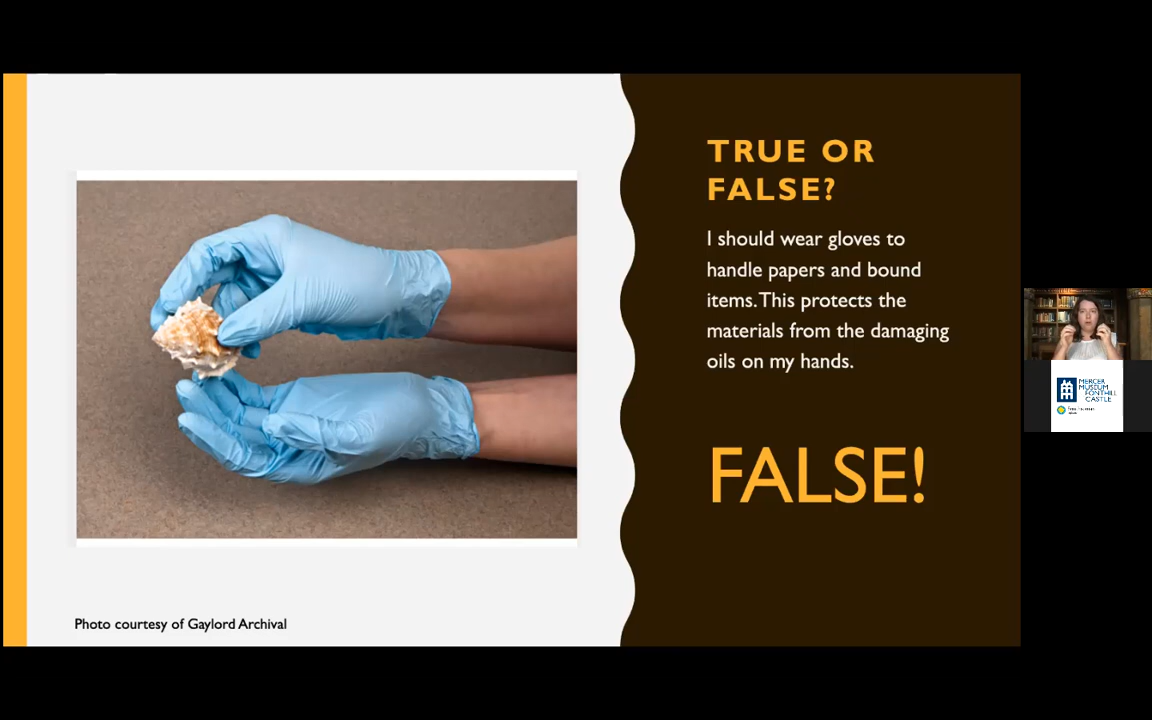 TRUE OR
FALSE?
I should wear gloves to
handle papers and bound
items. This protects the
materials from the damaging
oils on my hands.
FALSE!
Photo courtesy of Gaylord Archival
MERCER
MUSEUM
FONTHILL
CASTLE